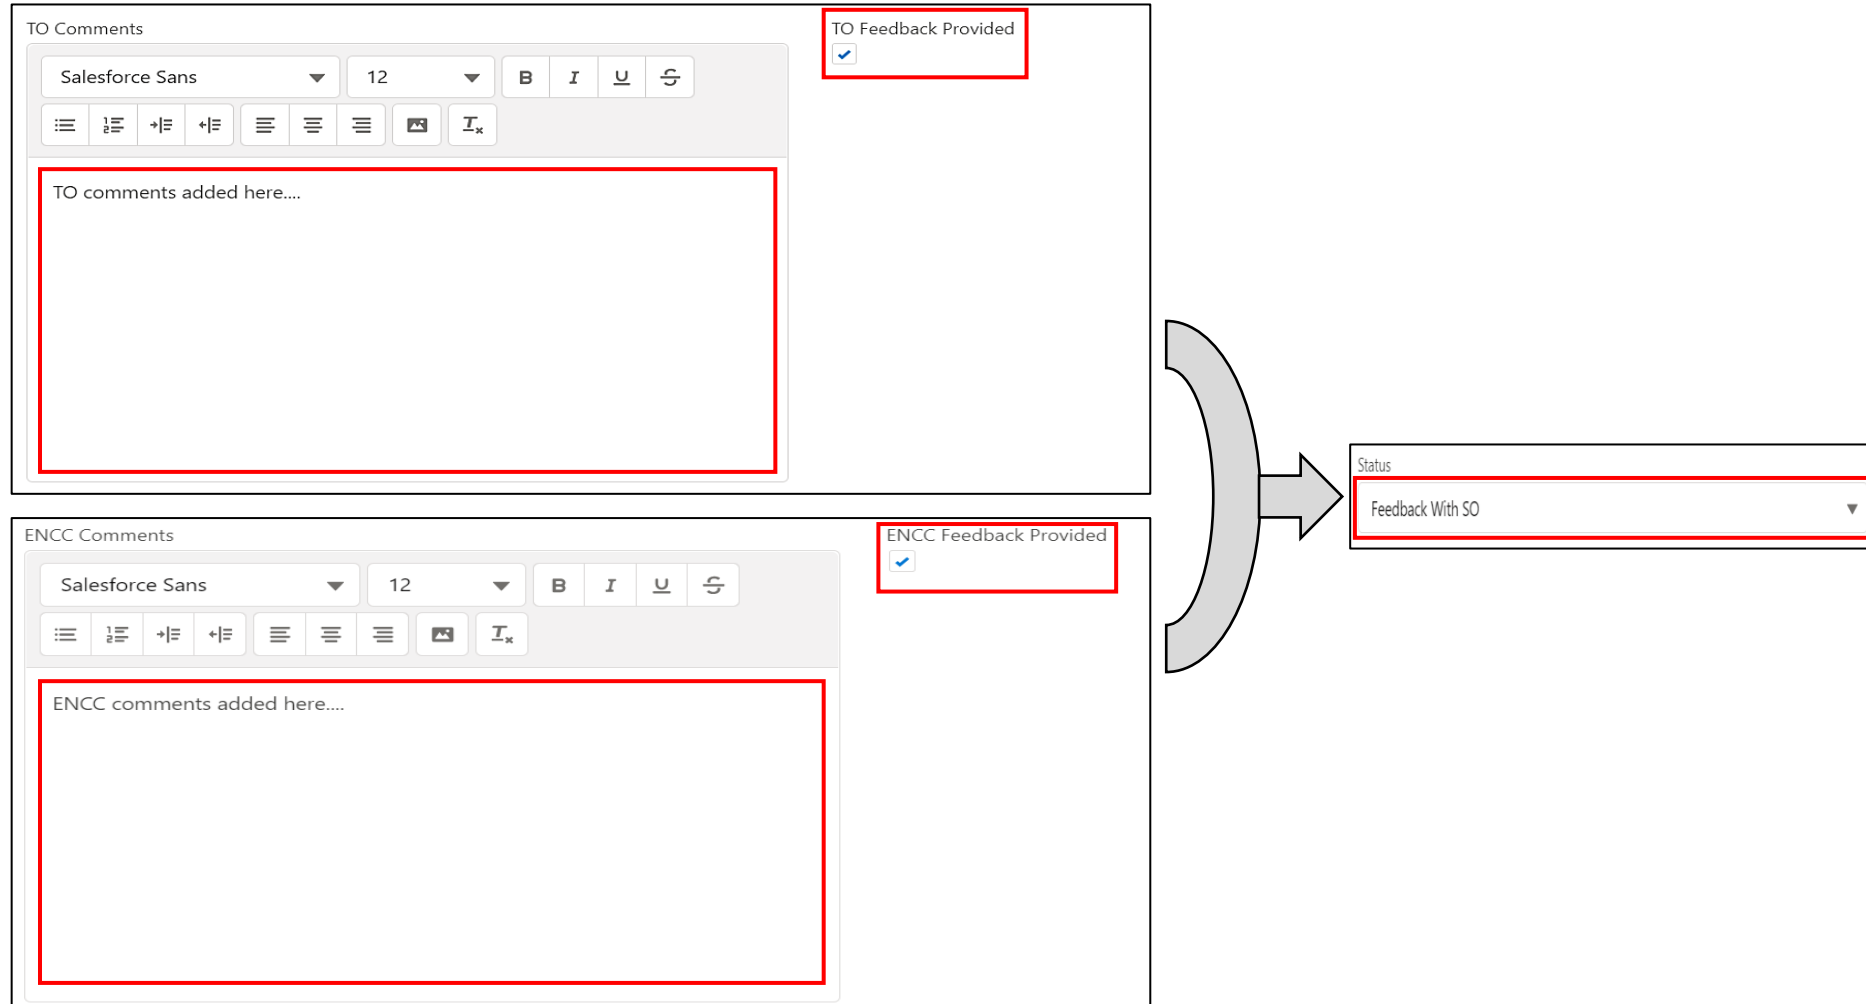 TO Comments
TO Feedback Provided
Salesforce Sans
12
B I U S
TO comments added here....
ENCC Comments
ENCC Feedback Provided
Salesforce Sans
12
B I U S
ENCC comments added here....
Status
Feedback With SO